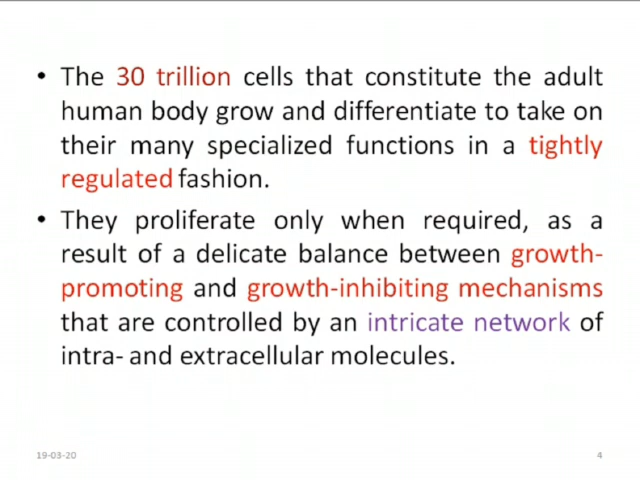 • The 30 trillion cells that constitute the adult
human body grow and differentiate to take on
their many specialized functions in a tightly
regulated fashion.
• They proliferate only when required, as a
result of a delicate balance between growth-
promoting and growth-inhibiting mechanisms
that are controlled by an intricate network of
intra- and extracellular molecules.
19-03-20
4